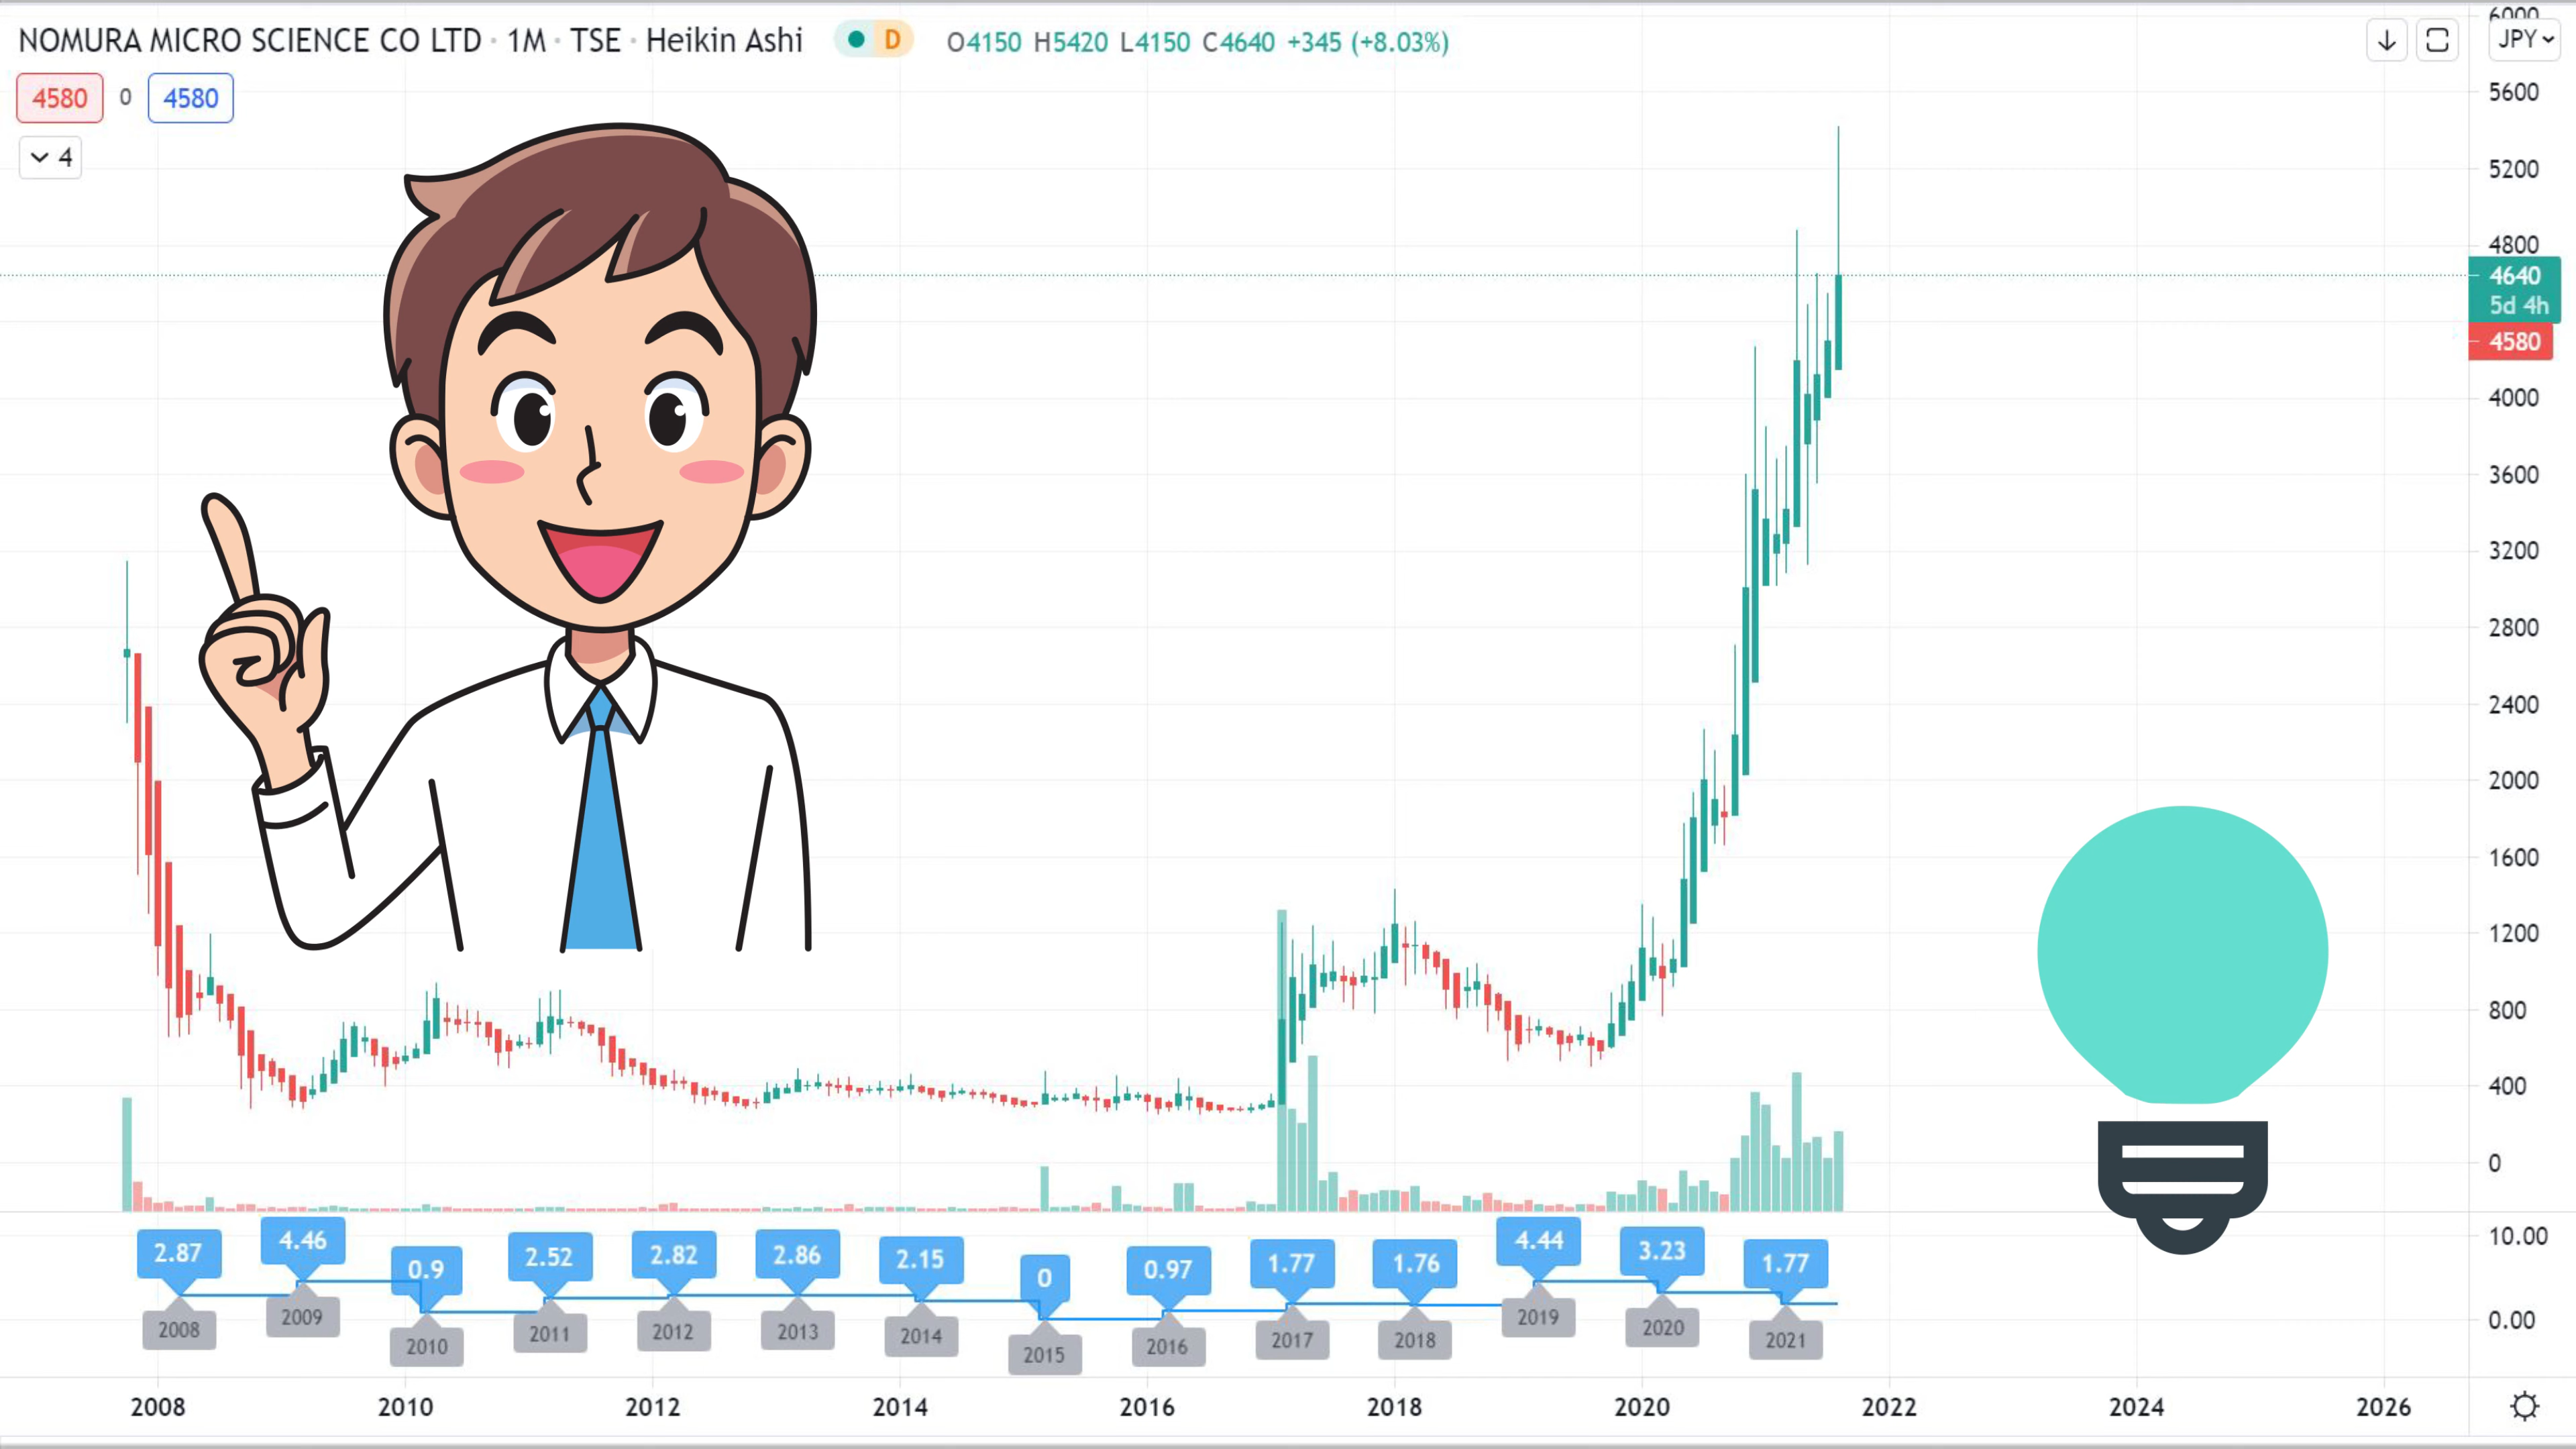 NOMURA MICRO SCIENCE CO LTD · 1M · TSE · Heikin Ashi D O4150 H5420 L4150 C4640 +345 (+8.03%)
JPY
4580 0 4580
4
6000
5600
5200
4800
4640
5d 4h
4580
4000
3600
3200
2800
2400
2000
1600
1200
800
400
0
10.00
0.00
2.87 4.46 0.9 2.52 2.82 2.86 2.15 0 0.97 1.77 1.76 4.44 3.23 1.77
2008 2009 2010 2011 2012 2013 2014 2015 2016 2017 2018 2019 2020 2021
2008 2010 2012 2014 2016 2018 2020 2022 2024 2026